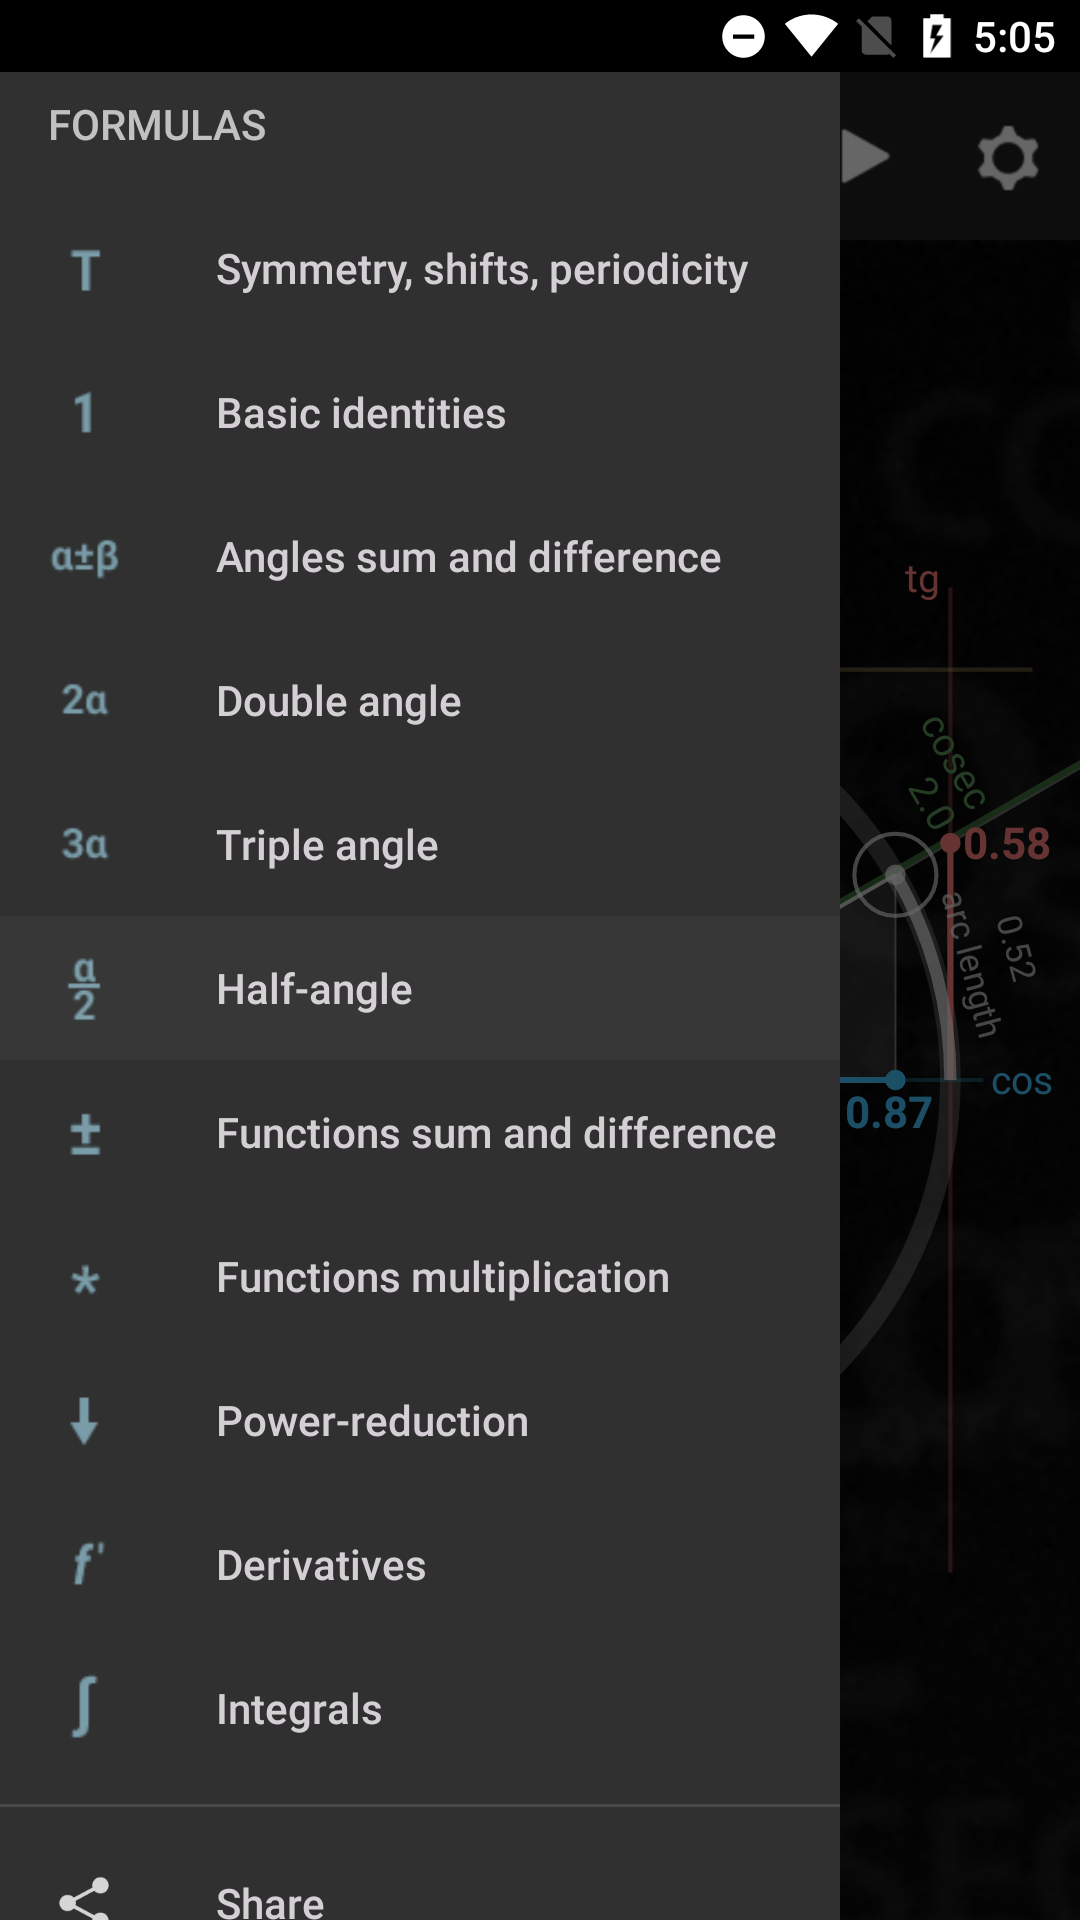 5:05
FORMULAS
T Symmetry, shifts, periodicity
1 Basic identities
α±β Angles sum and difference
2α Double angle
3α Triple angle
α/2 Half-angle
± Functions sum and difference
* Functions multiplication
Power-reduction
f' Derivatives
∫ Integrals
Share
tg
cosec
2.0
0.58
arc length
0.52
cos
0.87